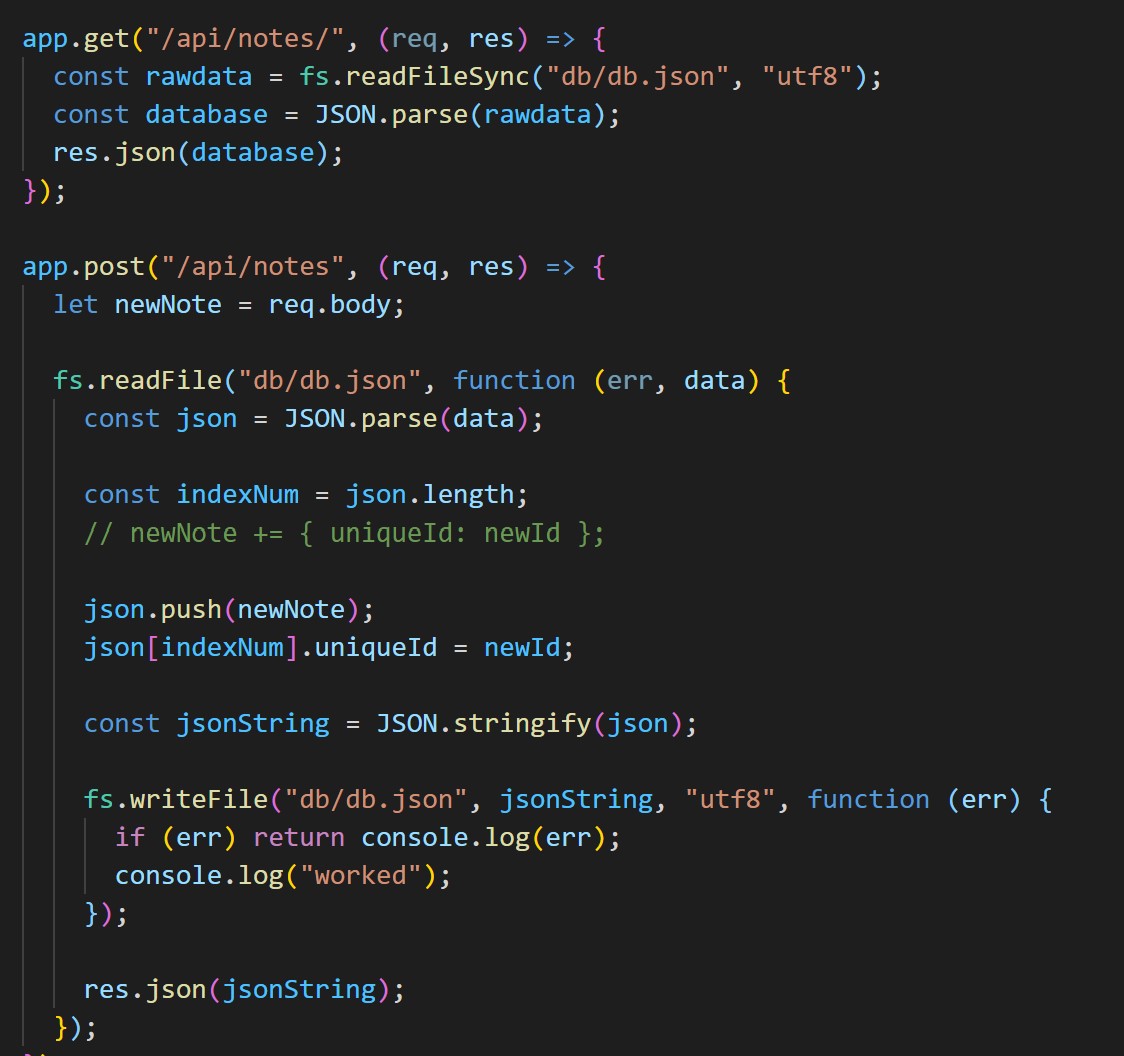 app.get("/api/notes/", (req, res) => {
  const rawdata = fs.readFileSync("db/db.json", "utf8");
  const database = JSON.parse(rawdata);
  res.json(database);
});

app.post("/api/notes", (req, res) => {
  let newNote = req.body;

  fs.readFile("db/db.json", function (err, data) {
    const json = JSON.parse(data);

    const indexNum = json.length;
    // newNote += { uniqueId: newId };

    json.push(newNote);
    json[indexNum].uniqueId = newId;

    const jsonString = JSON.stringify(json);

    fs.writeFile("db/db.json", jsonString, "utf8", function (err) {
      if (err) return console.log(err);
      console.log("worked");
    });

    res.json(jsonString);
  });